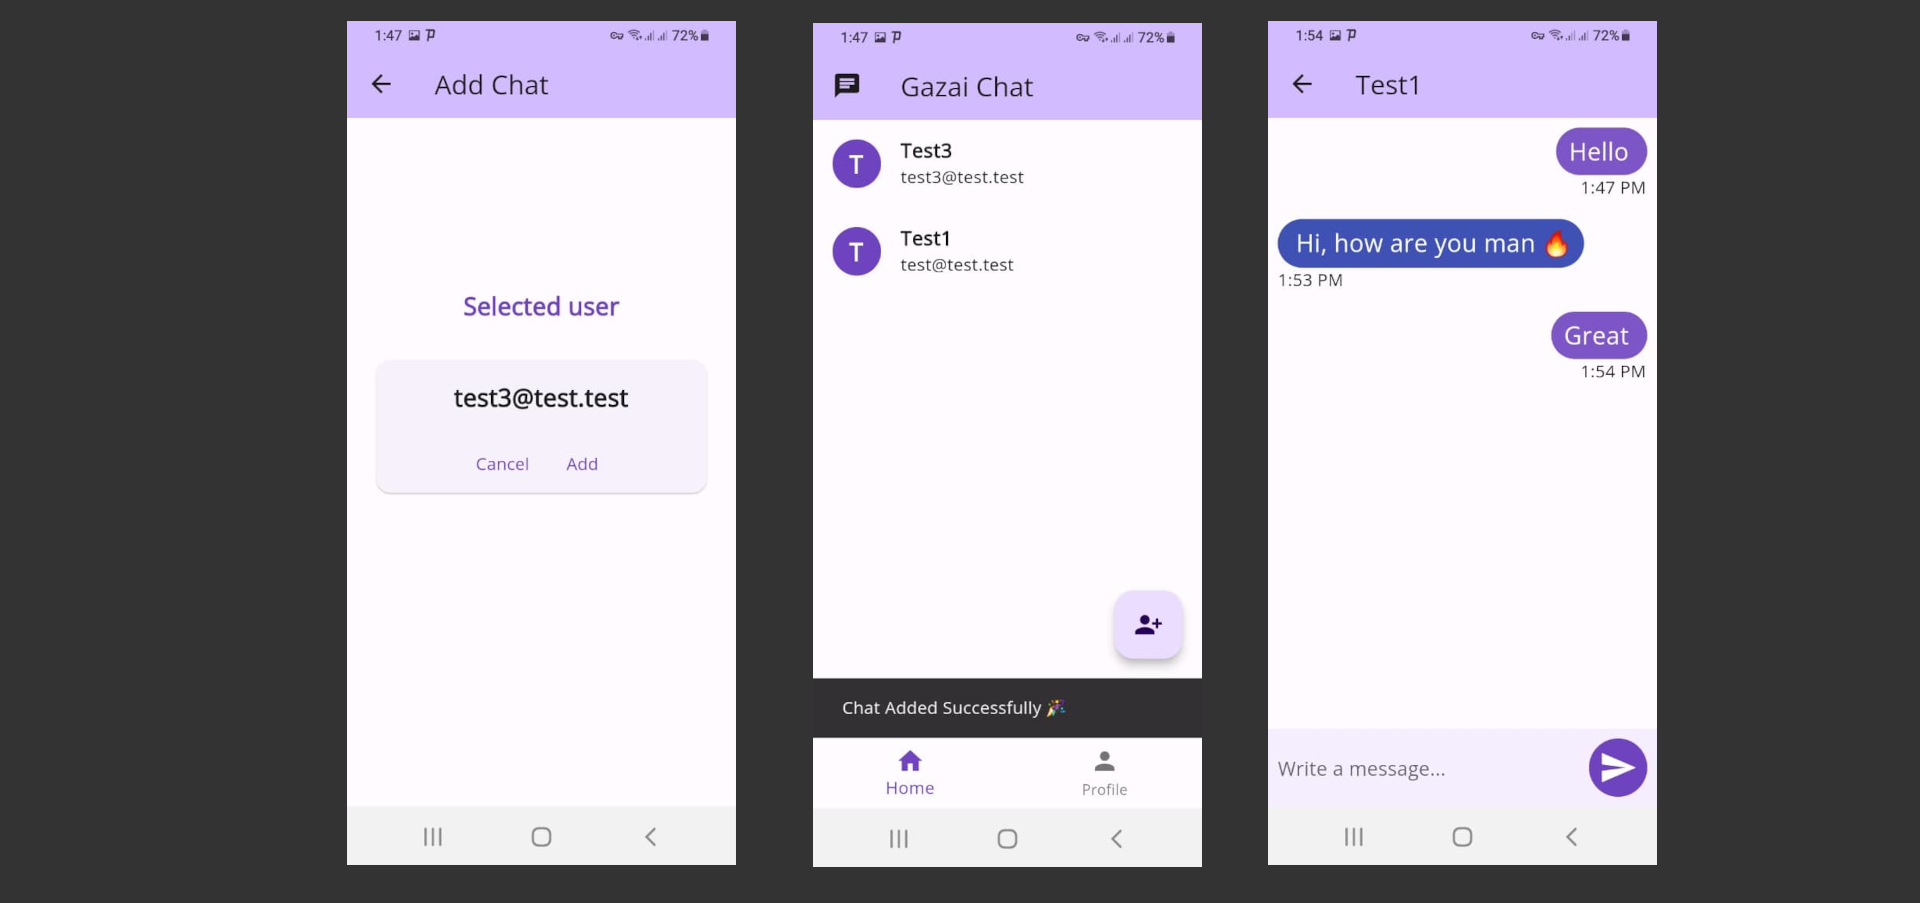 1:47
72%
Add Chat
Selected user
test3@test.test
Cancel Add
1:47
72%
Gazai Chat
T
Test3
test3@test.test
T
Test1
test@test.test
Chat Added Successfully 🎉
Home
Profile
1:54
72%
Test1
Hello
1:47 PM
Hi, how are you man 🔥
1:53 PM
Great
1:54 PM
Write a message...